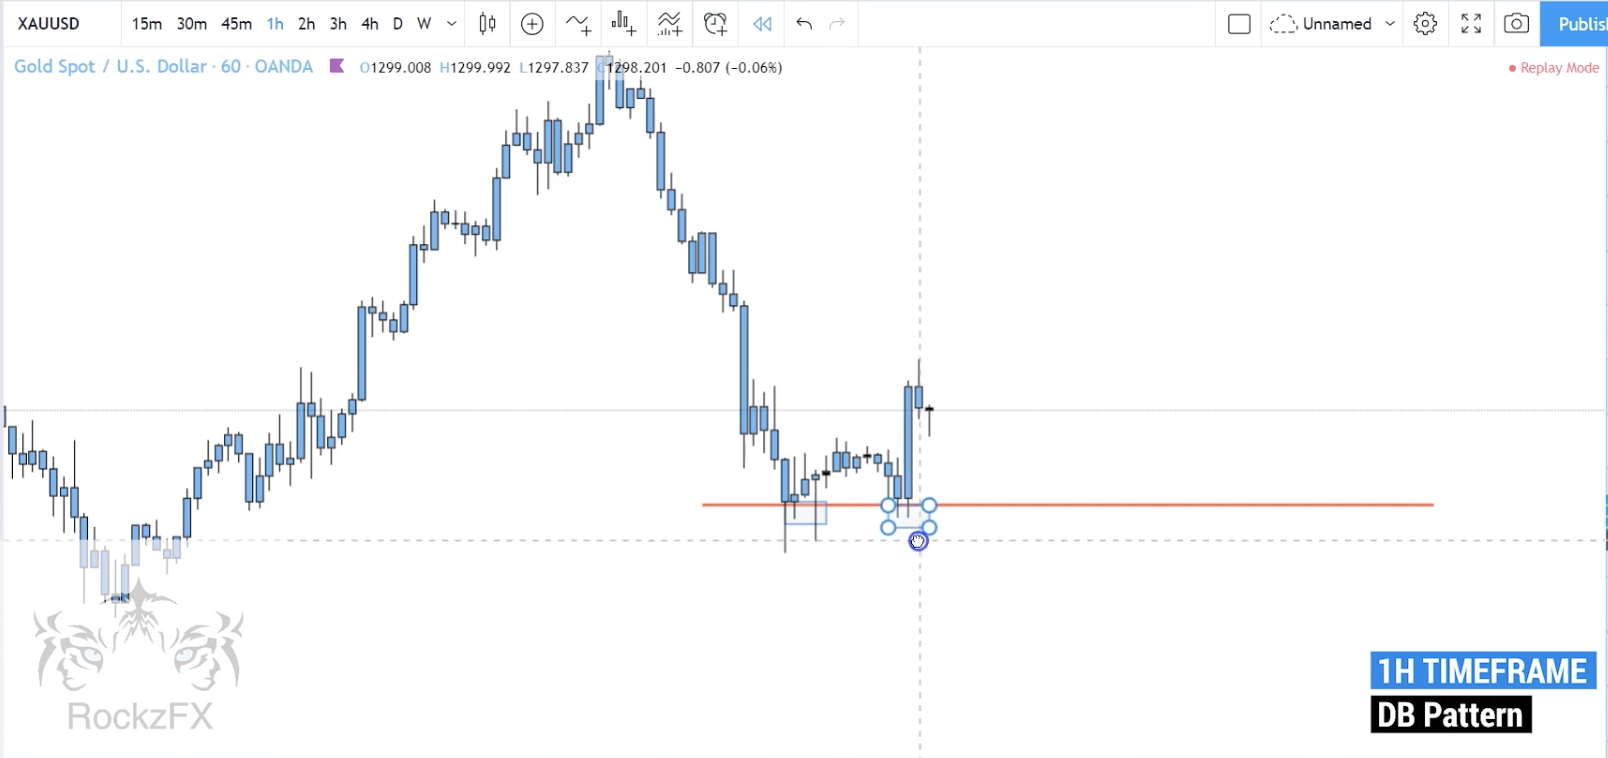 XAUUSD 15m 30m 45m 1h 2h 3h 4h D W Unnamed Publish
Gold Spot / U.S. Dollar · 60 · OANDA O1299.008 H1299.992 L1297.837 C1298.201 −0.807 (−0.06%) Replay Mode
RockzFX
1H TIMEFRAME
DB Pattern